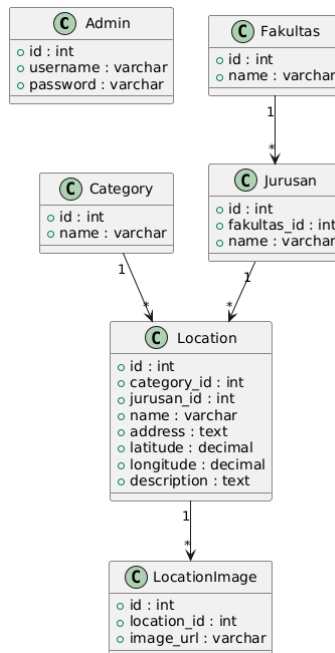 C Admin
id : int
username : varchar
password : varchar
C Fakultas
id : int
name : varchar
1
*
C Category
id : int
name : varchar
C Jurusan
id : int
fakultas_id : int
name : varchar
1
*
1
*
C Location
id : int
category_id : int
jurusan_id : int
name : varchar
address : text
latitude : decimal
longitude : decimal
description : text
1
*
C LocationImage
id : int
location_id : int
image_url : varchar